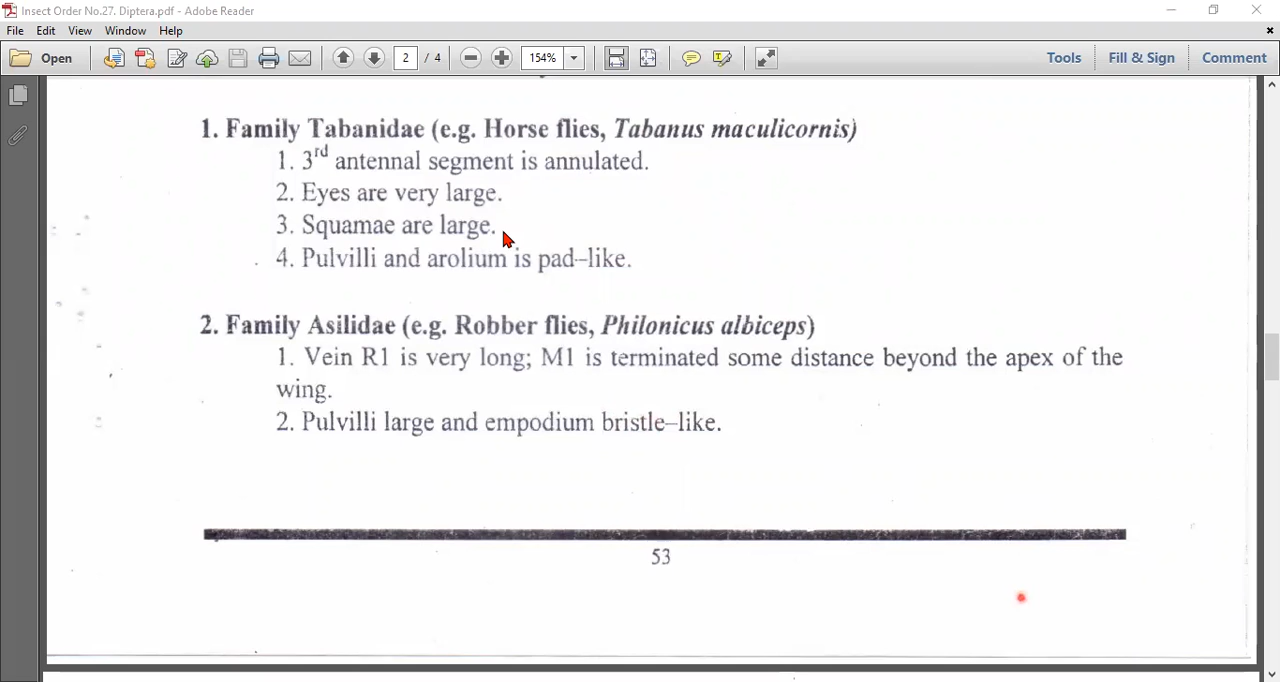 Insect Order No.27. Diptera.pdf - Adobe Reader
File Edit View Window Help
Open 2 / 4 154% Tools Fill & Sign Comment
1. Family Tabanidae (e.g. Horse flies, Tabanus maculicornis)
1. 3rd antennal segment is annulated.
2. Eyes are very large.
3. Squamae are large.
4. Pulvilli and arolium is pad–like.
2. Family Asilidae (e.g. Robber flies, Philonicus albiceps)
1. Vein R1 is very long; M1 is terminated some distance beyond the apex of the
wing.
2. Pulvilli large and empodium bristle–like.
53